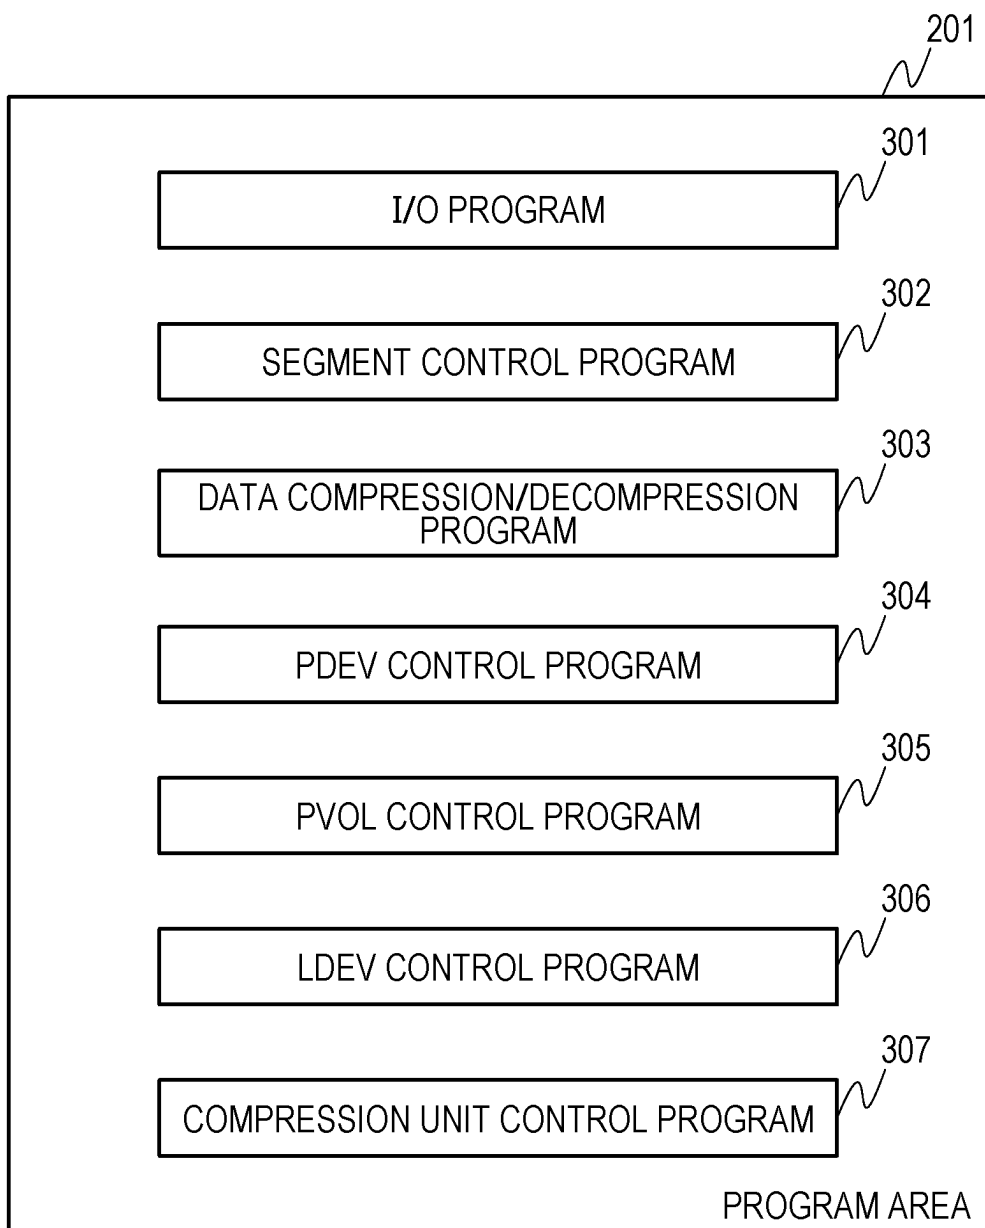 201
301
I/O PROGRAM
302
SEGMENT CONTROL PROGRAM
303
DATA COMPRESSION/DECOMPRESSION
PROGRAM
304
PDEV CONTROL PROGRAM
305
PVOL CONTROL PROGRAM
306
LDEV CONTROL PROGRAM
307
COMPRESSION UNIT CONTROL PROGRAM
PROGRAM AREA